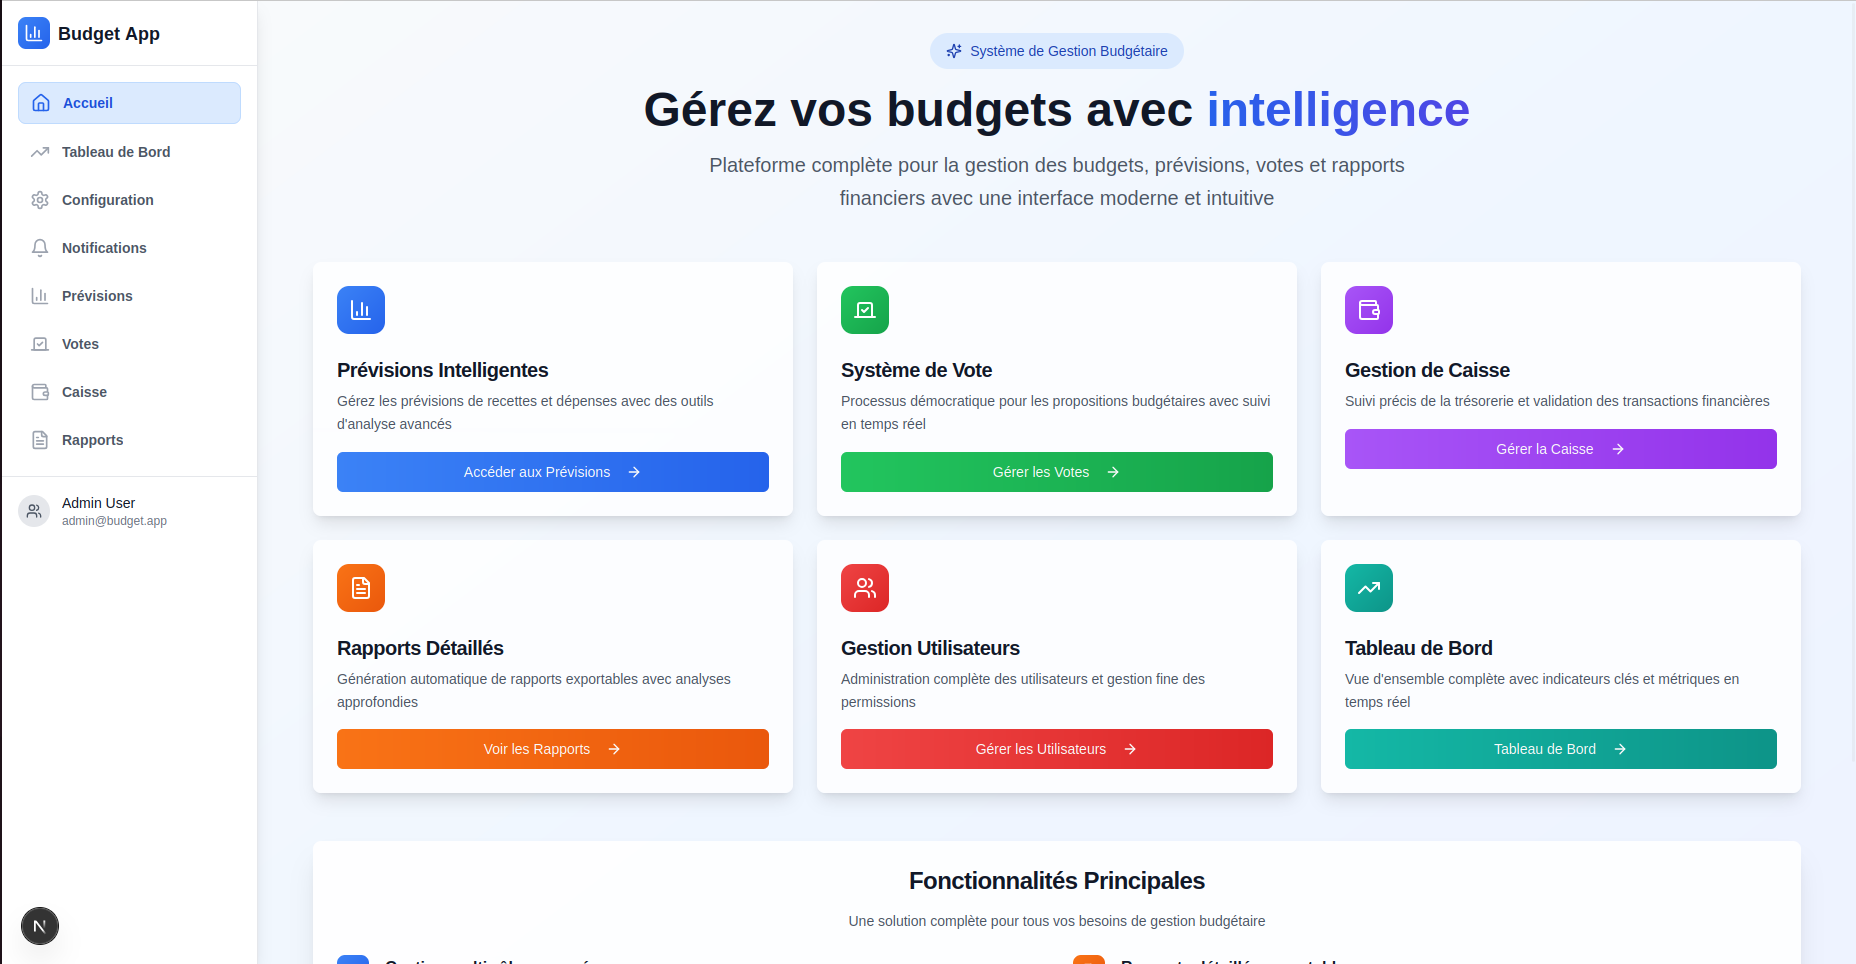 Budget App
Accueil
Tableau de Bord
Configuration
Notifications
Prévisions
Votes
Caisse
Rapports
Admin User
admin@budget.app
Système de Gestion Budgétaire
Gérez vos budgets avec intelligence
Plateforme complète pour la gestion des budgets, prévisions, votes et rapports
financiers avec une interface moderne et intuitive
Prévisions Intelligentes
Gérez les prévisions de recettes et dépenses avec des outils
d'analyse avancés
Accéder aux Prévisions
Système de Vote
Processus démocratique pour les propositions budgétaires avec suivi
en temps réel
Gérer les Votes
Gestion de Caisse
Suivi précis de la trésorerie et validation des transactions financières
Gérer la Caisse
Rapports Détaillés
Génération automatique de rapports exportables avec analyses
approfondies
Voir les Rapports
Gestion Utilisateurs
Administration complète des utilisateurs et gestion fine des
permissions
Gérer les Utilisateurs
Tableau de Bord
Vue d'ensemble complète avec indicateurs clés et métriques en
temps réel
Tableau de Bord
Fonctionnalités Principales
Une solution complète pour tous vos besoins de gestion budgétaire
N